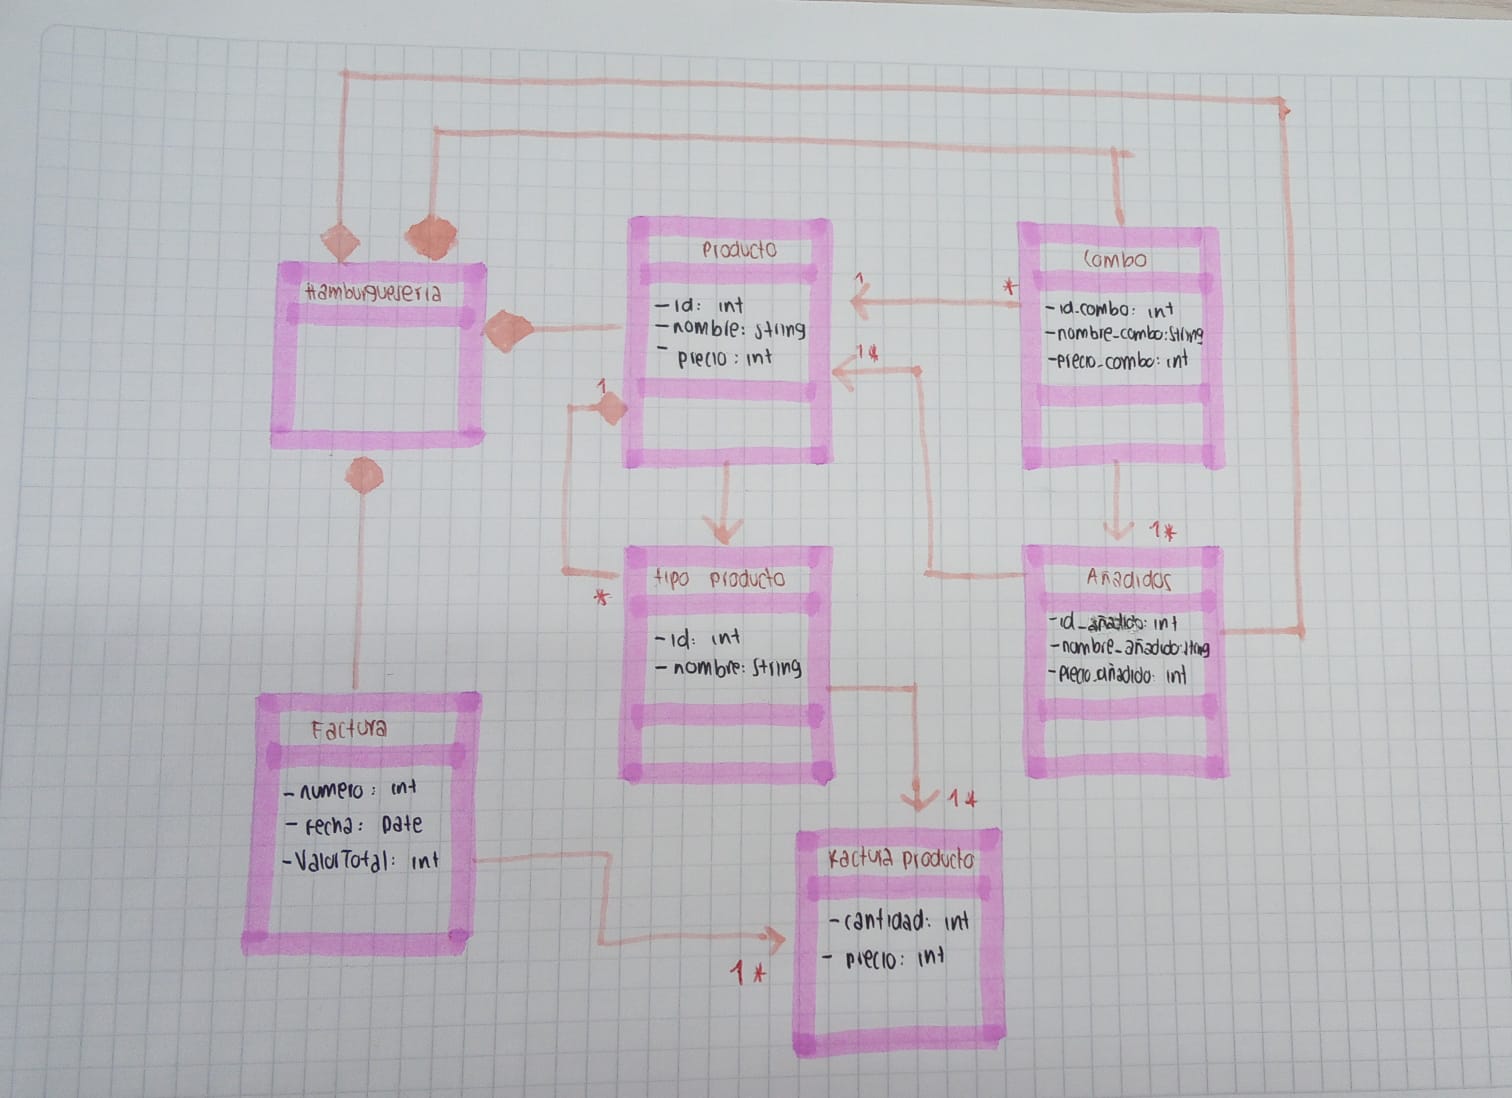 Hamburgueseria
Producto
- id: int
- nombre: string
- precio: int
Combo
- id_combo: int
- nombre_combo: String
- precio_combo: int
1
*
1*
1
*
1*
tipo producto
- id: int
- nombre: String
Añadidos
- id_añadido: int
- nombre_añadido: string
- precio_añadido: int
Factura
- numero: int
- Fecha: Date
- ValorTotal: int
1*
Factura producto
- cantidad: int
- precio: int
1*